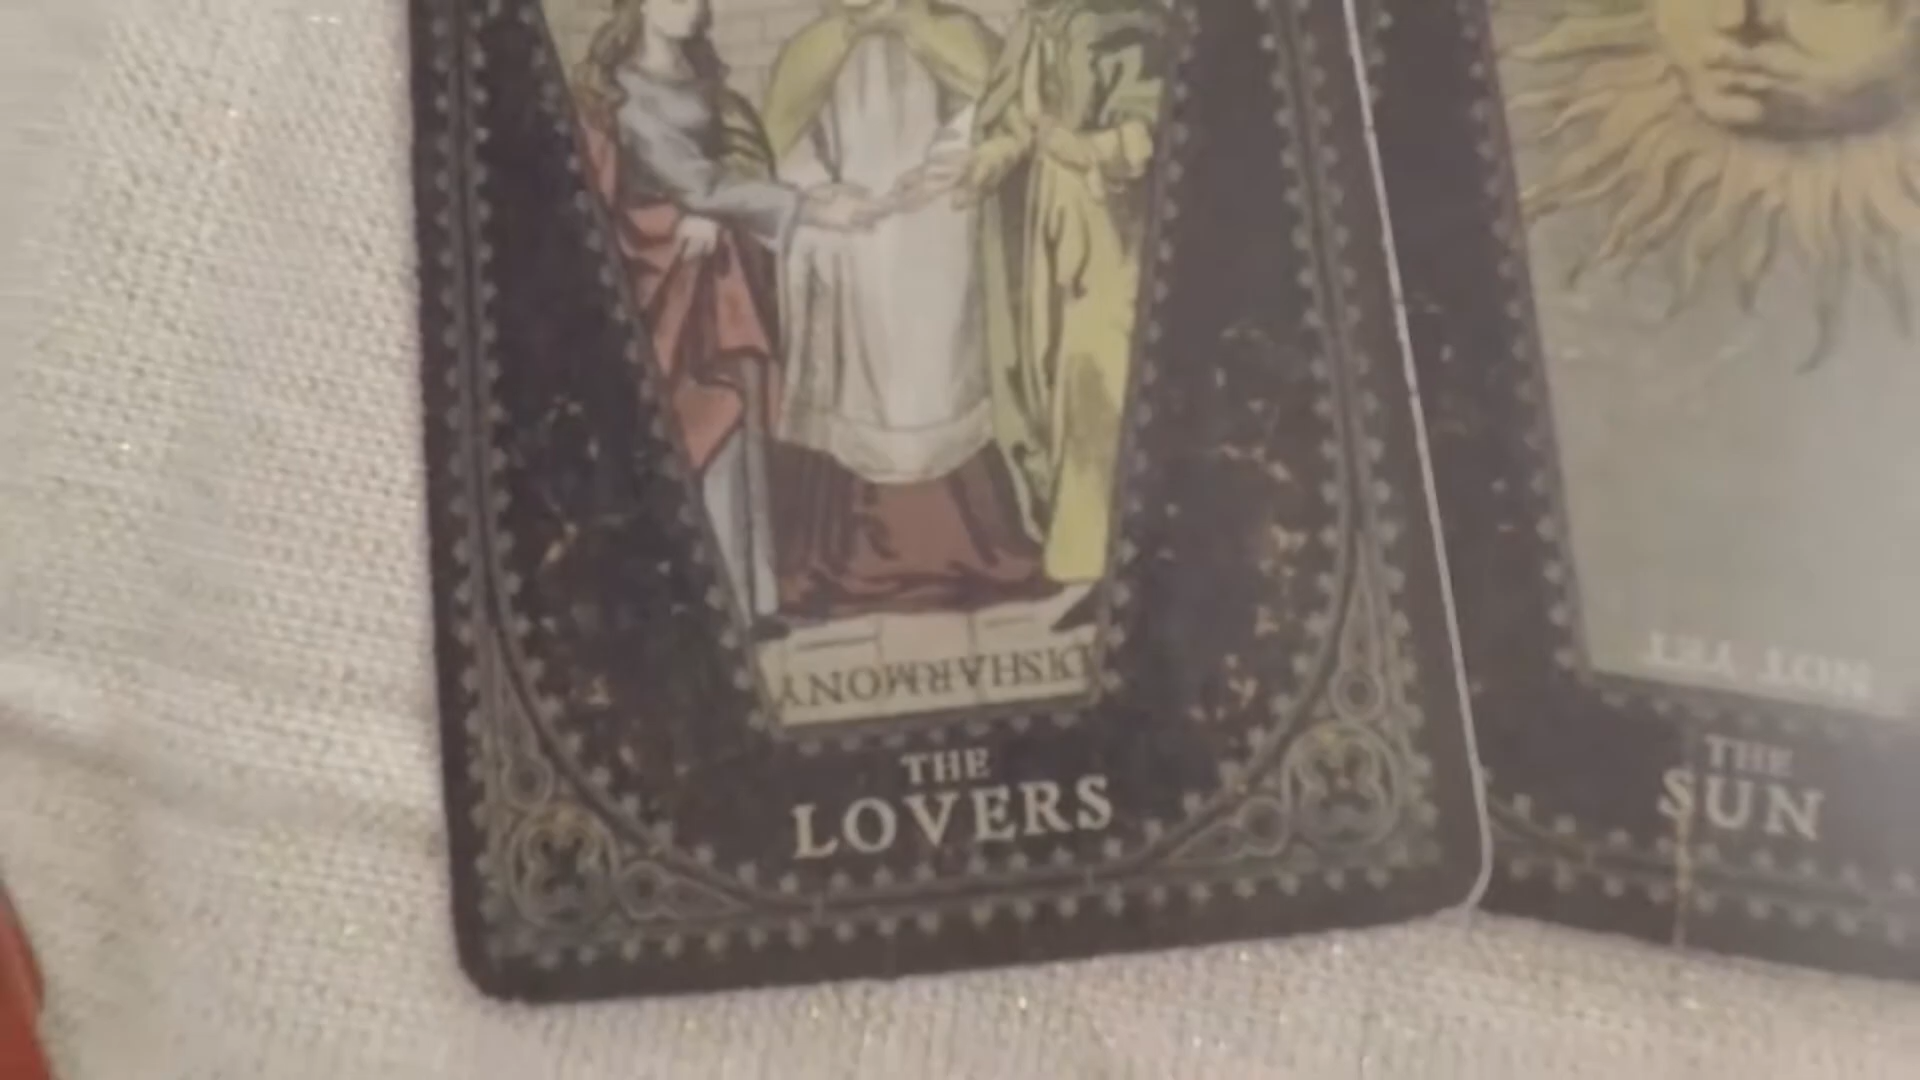 DISHARMONY
THE
LOVERS
NOT YET
THE
SUN